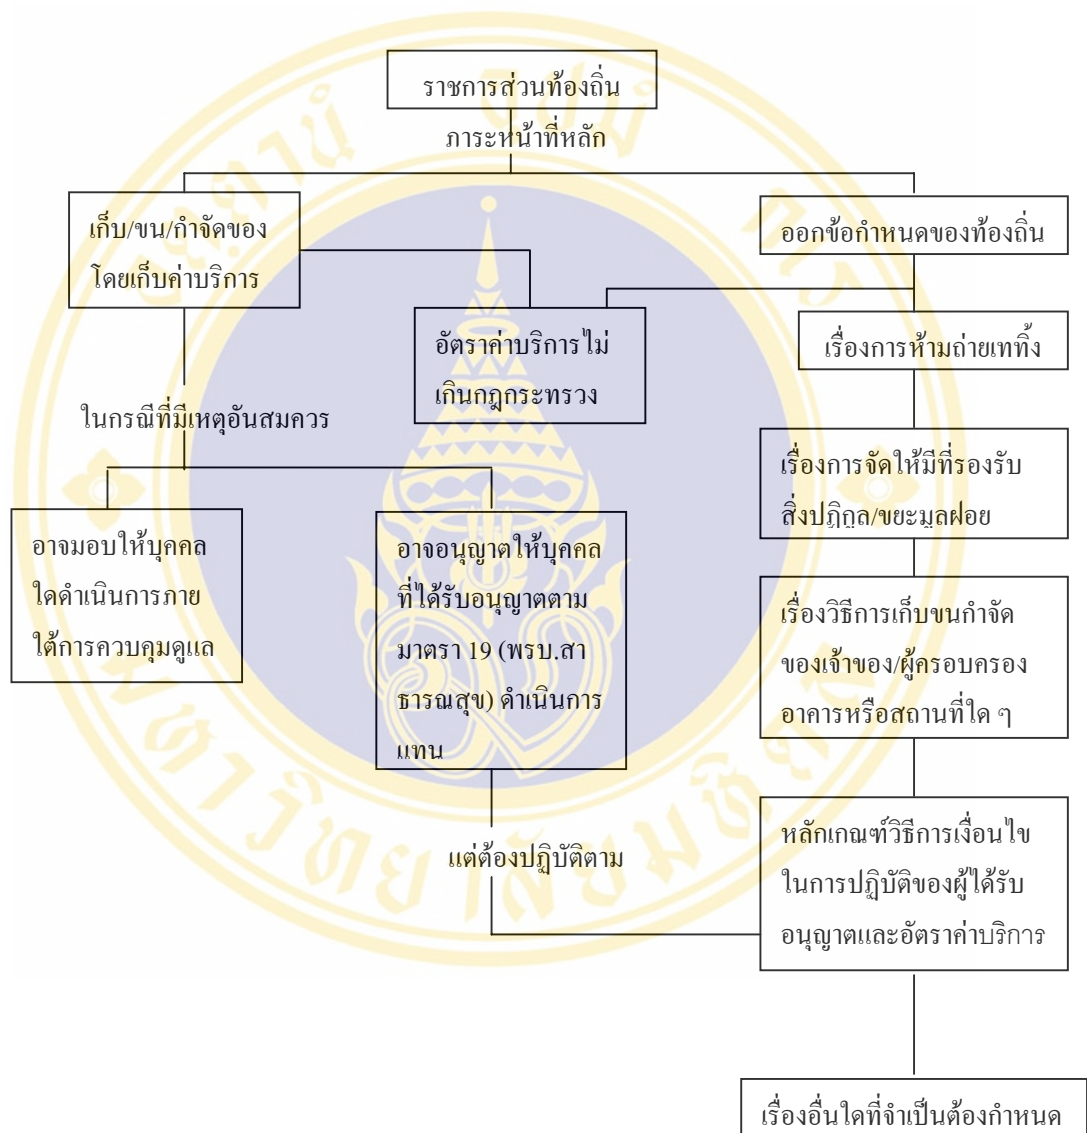 ราชการส่วนท้องถิ่น
ภาระหน้าที่หลัก
เก็บ/ขน/กำจัดของ
โดยเก็บค่าบริการ
ออกข้อกำหนดของท้องถิ่น
อัตราค่าบริการไม่
เกินกฎกระทรวง
เรื่องการห้ามถ่ายเททิ้ง
ในกรณีที่มีเหตุอันสมควร
เรื่องการจัดให้มีที่รองรับ
สิ่งปฏิกูล/ขยะมูลฝอย
อาจมอบให้บุคคล
ใดดำเนินการภาย
ใต้การควบคุมดูแล
อาจอนุญาตให้บุคคล
ที่ได้รับอนุญาตตาม
มาตรา 19 (พรบ.สา
ธารณสุข) ดำเนินการ
แทน
เรื่องวิธีการเก็บขนกำจัด
ของเจ้าของ/ผู้ครอบครอง
อาคารหรือสถานที่ใด ๆ
แต่ต้องปฏิบัติตาม
หลักเกณฑ์วิธีการเงื่อนไข
ในการปฏิบัติของผู้ได้รับ
อนุญาตและอัตราค่าบริการ
เรื่องอื่นใดที่จำเป็นต้องกำหนด
มหาวิทยาลัยมหิดล